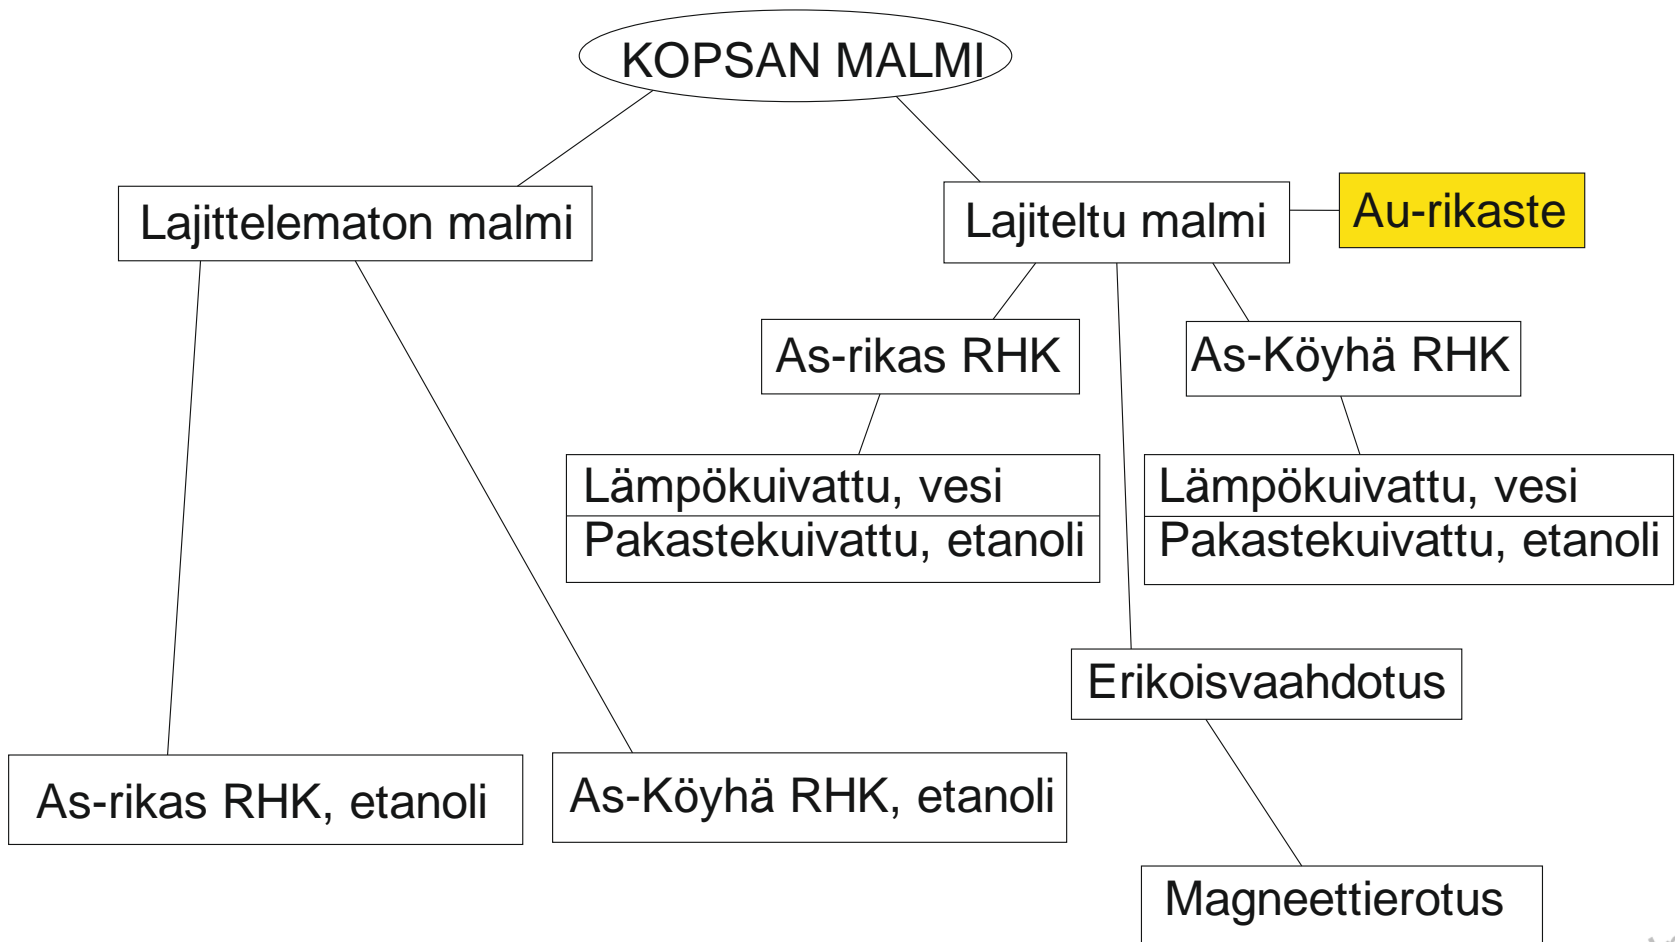 KOPSAN MALMI
Lajittelematon malmi
Lajiteltu malmi
Au-rikaste
As-rikas RHK
As-Köyhä RHK
Lämpökuivattu, vesi
Pakastekuivattu, etanoli
Lämpökuivattu, vesi
Pakastekuivattu, etanoli
Erikoisvaahdotus
As-rikas RHK, etanoli
As-Köyhä RHK, etanoli
Magneettierotus